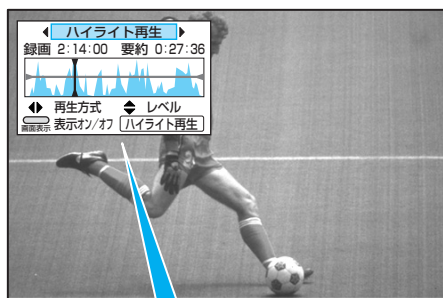 ハイライト再生
録画 2:14:00 要約 0:27:36
再生方式 レベル
画面表示 表示オン/オフ ハイライト再生